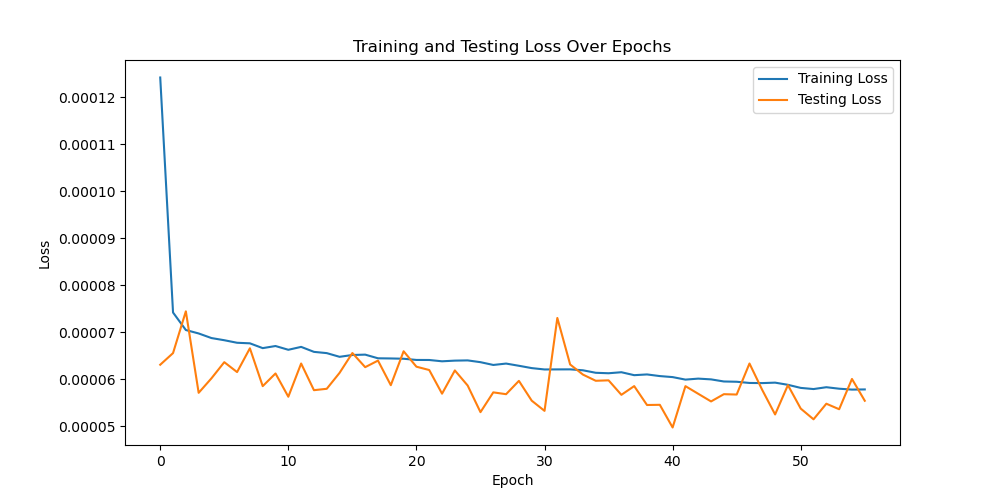 Training and Testing Loss Over Epochs
Training Loss
Testing Loss
0.00012
0.00011
0.00010
0.00009
0.00008
0.00007
0.00006
0.00005
Loss
0 10 20 30 40 50
Epoch